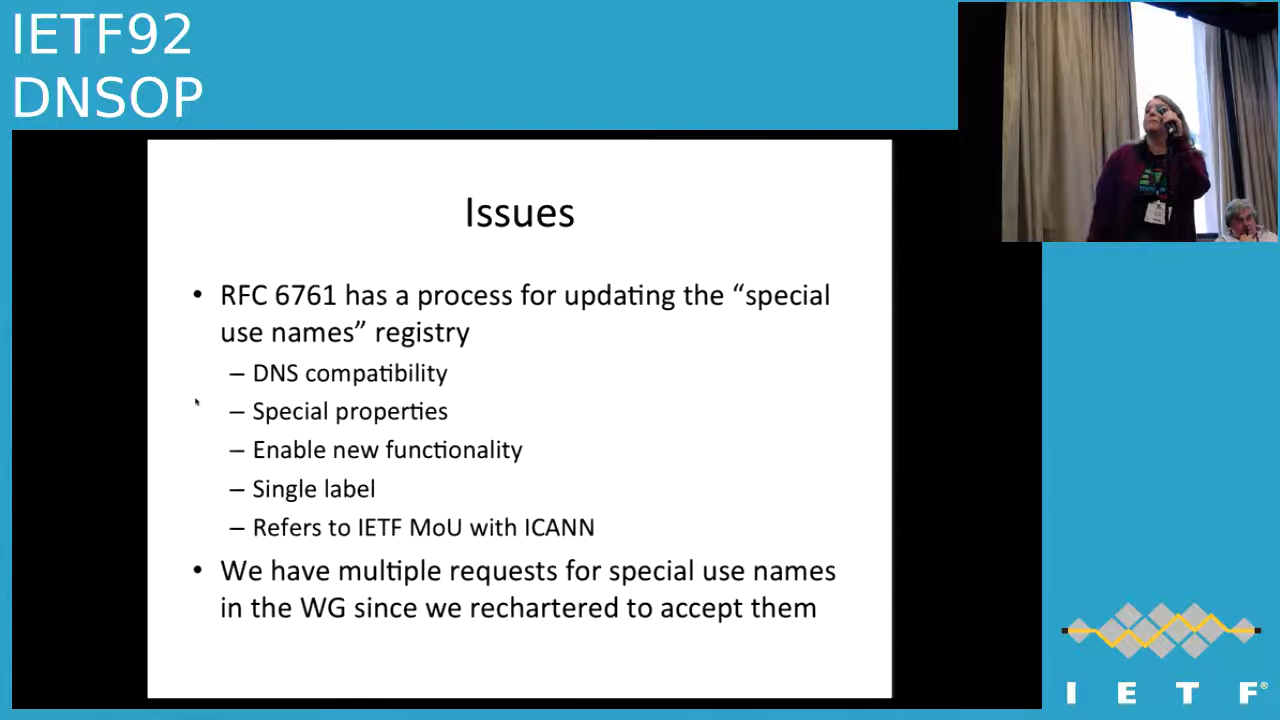 IETF92
DNSOP
Issues
• RFC 6761 has a process for updating the “special
use names” registry
– DNS compatibility
– Special properties
– Enable new functionality
– Single label
– Refers to IETF MoU with ICANN
• We have multiple requests for special use names
in the WG since we rechartered to accept them
I E T F®